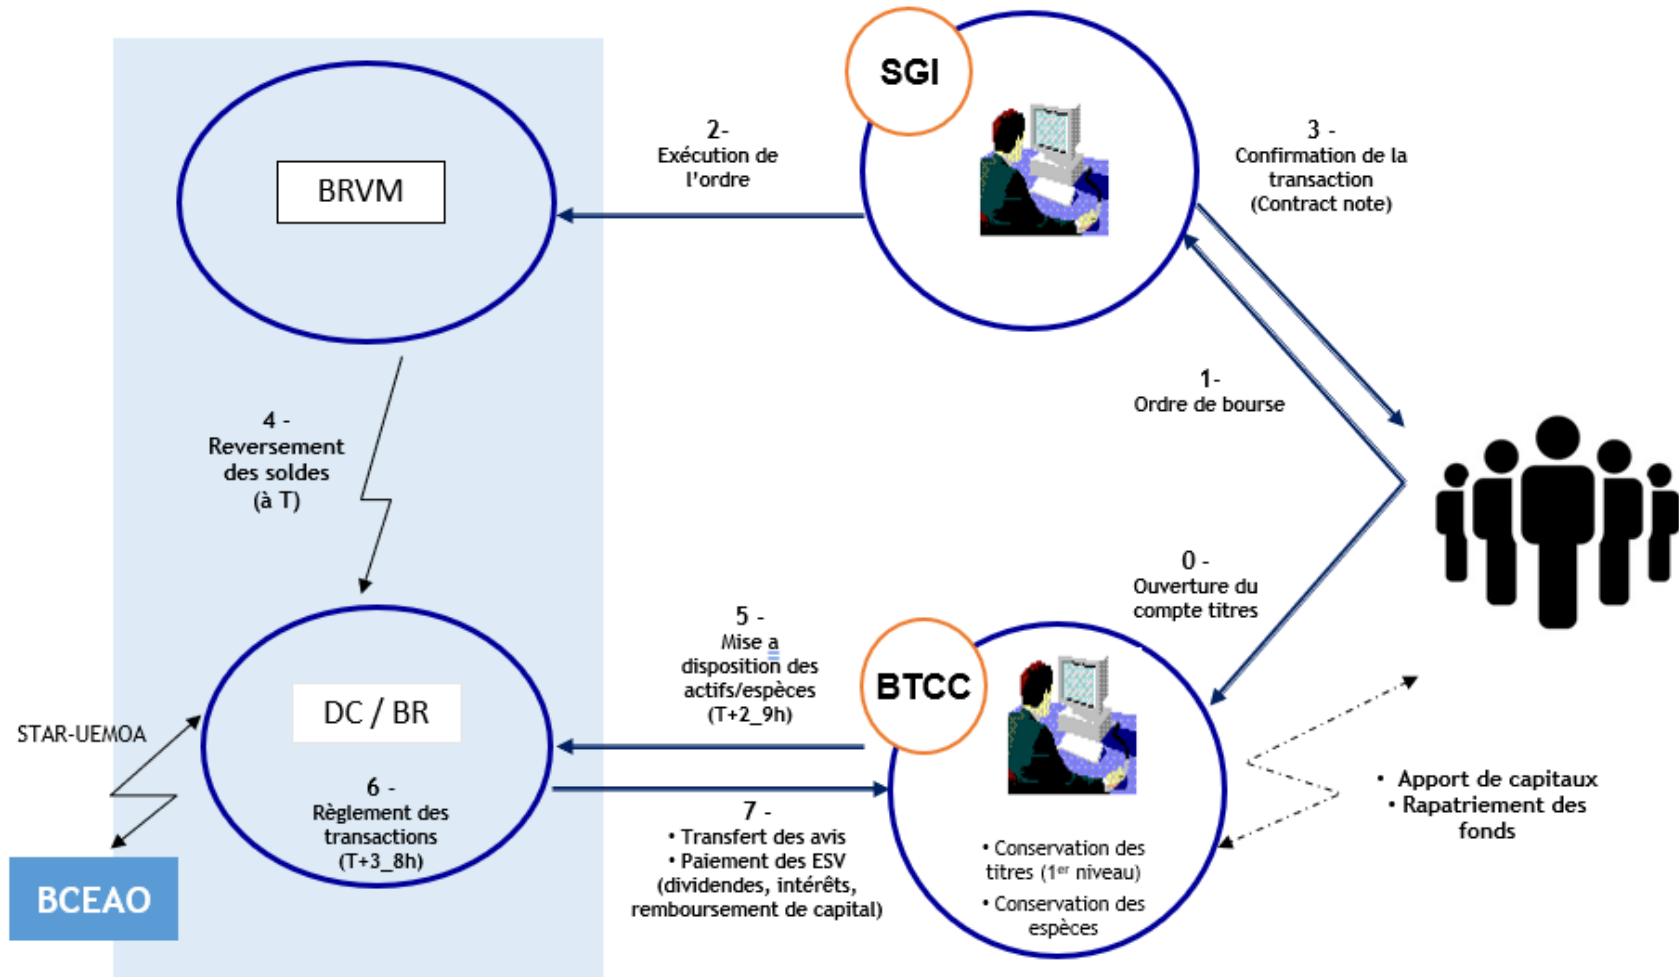 SGI
2-
Exécution de
l'ordre
3 -
Confirmation de la
transaction
(Contract note)
BRVM
1-
Ordre de bourse
4 -
Reversement
des soldes
(à T)
0 -
Ouverture du
compte titres
5 -
Mise a
disposition des
actifs/espèces
(T+2_9h)
BTCC
DC / BR
STAR-UEMOA
6 -
Règlement des
transactions
(T+3_8h)
7 -
• Transfert des avis
• Paiement des ESV
(dividendes, intérêts,
remboursement de capital)
• Apport de capitaux
• Rapatriement des
fonds
• Conservation des
titres (1er niveau)
• Conservation des
espèces
BCEAO